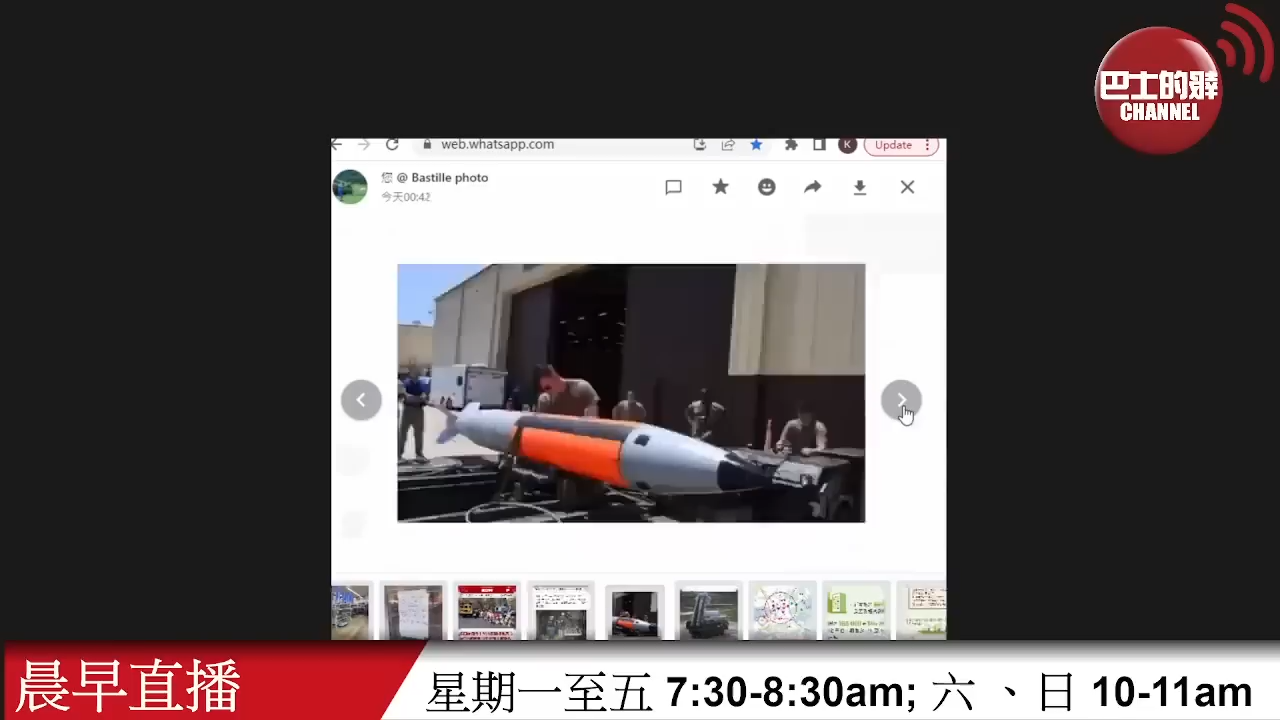 巴士的報
CHANNEL
web.whatsapp.com
K
Update
您 @ Bastille photo
今天00:42
晨早直播
星期一至五 7:30-8:30am; 六 、日 10-11am